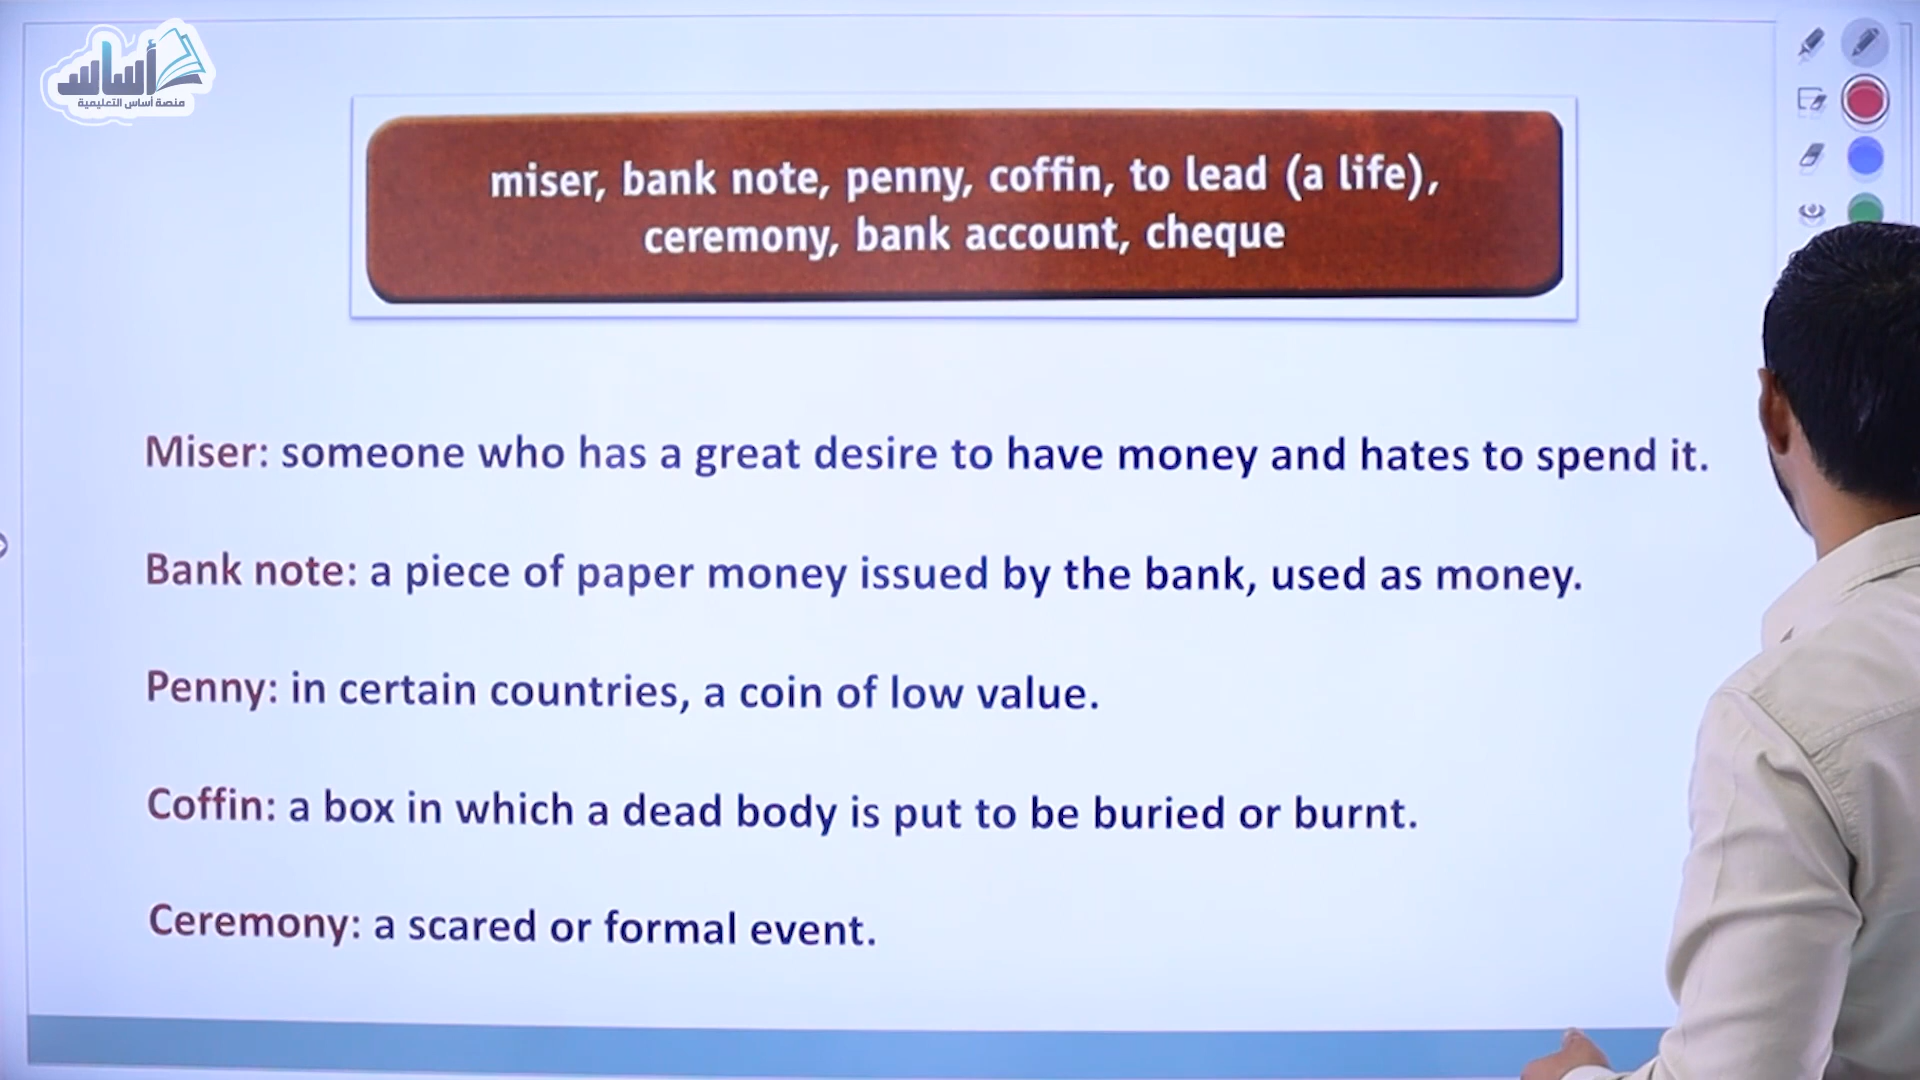 أساس
منصة أساس التعليمية
miser, bank note, penny, coffin, to lead (a life),
ceremony, bank account, cheque
Miser: someone who has a great desire to have money and hates to spend it.
Bank note: a piece of paper money issued by the bank, used as money.
Penny: in certain countries, a coin of low value.
Coffin: a box in which a dead body is put to be buried or burnt.
Ceremony: a scared or formal event.